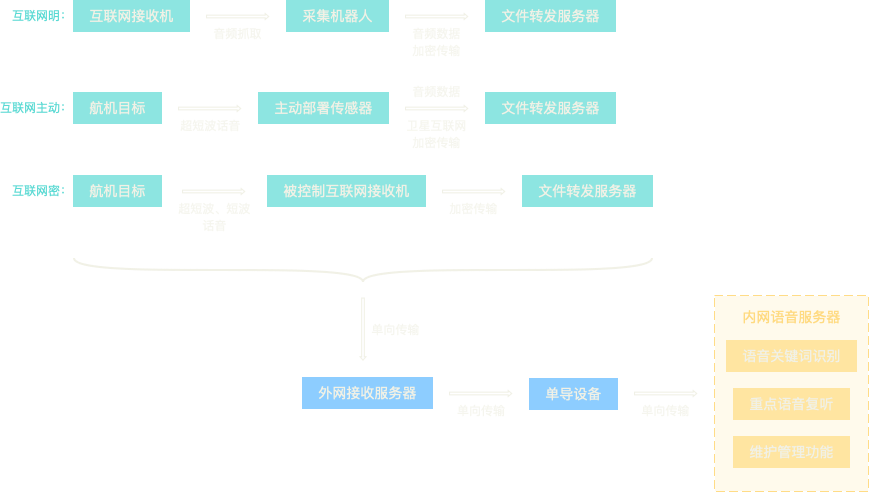 互联网明： 互联网接收机 采集机器人 文件转发服务器
音频抓取 音频数据
加密传输
音频数据
互联网主动： 航机目标 主动部署传感器 文件转发服务器
超短波话音 卫星互联网
加密传输
互联网密： 航机目标 被控制互联网接收机 文件转发服务器
超短波、短波 加密传输
话音
内网语音服务器
单向传输
语音关键词识别
外网接收服务器 单导设备
单向传输 单向传输
重点语音复听
维护管理功能